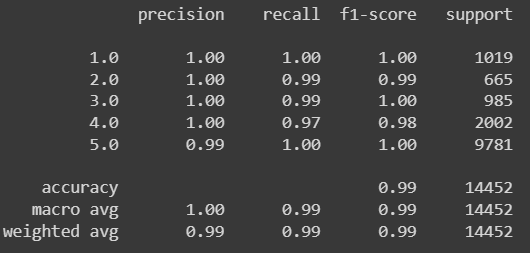 precision recall f1-score support
1.0 1.00 1.00 1.00 1019
2.0 1.00 0.99 0.99 665
3.0 1.00 0.99 1.00 985
4.0 1.00 0.97 0.98 2002
5.0 0.99 1.00 1.00 9781
accuracy 0.99 14452
macro avg 1.00 0.99 0.99 14452
weighted avg 0.99 0.99 0.99 14452